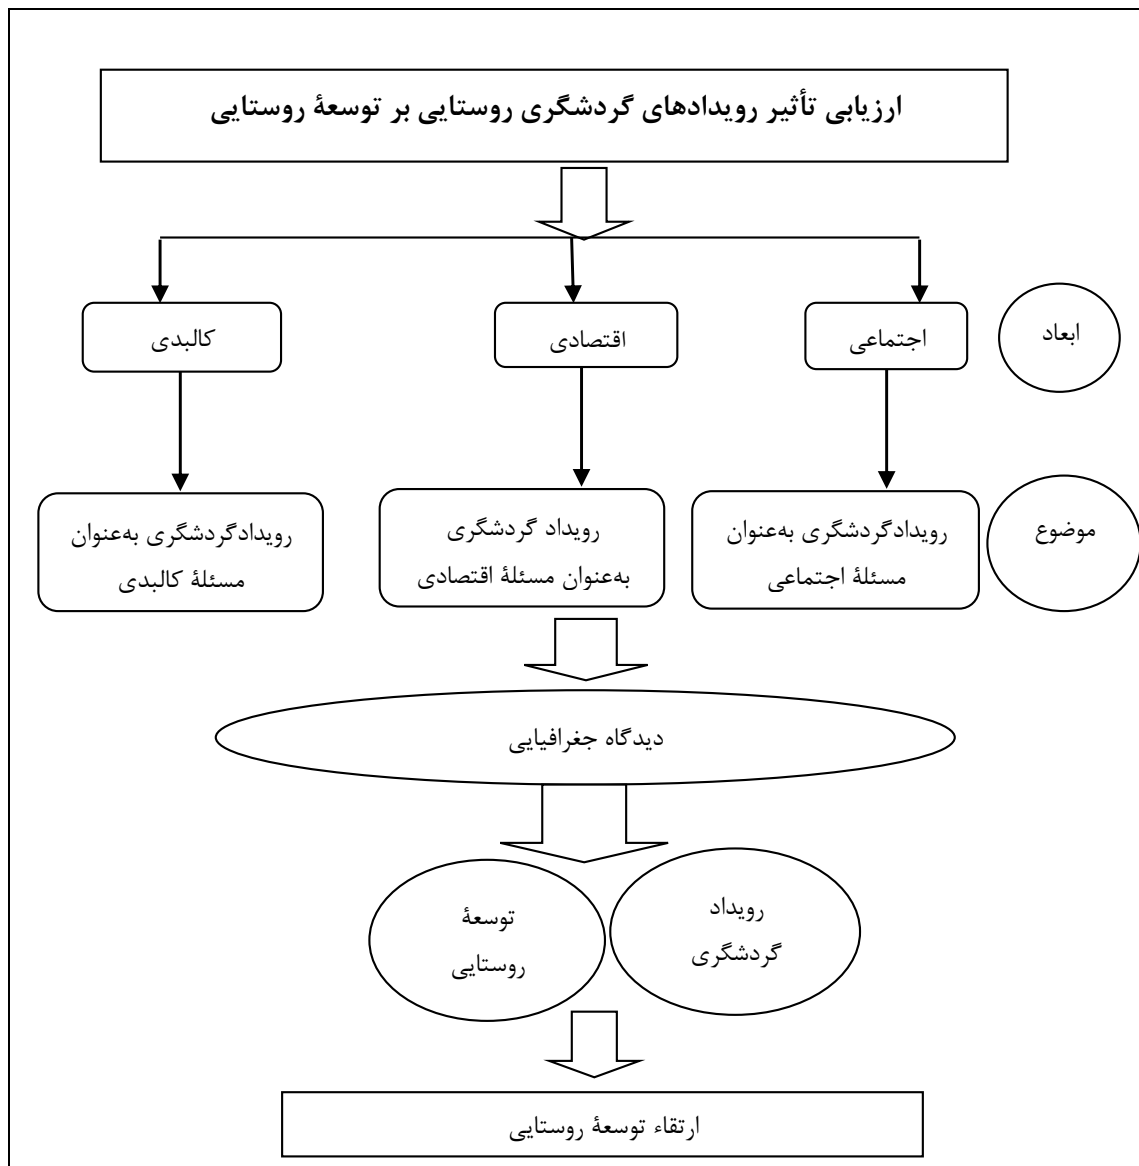 ارزیابی تأثیر رویدادهای گردشگری روستایی بر توسعهٔ روستایی
ابعاد
اجتماعی
اقتصادی
کالبدی
موضوع
رویدادگردشگری به‌عنوان
مسئلهٔ اجتماعی
رویداد گردشگری
به‌عنوان مسئلهٔ اقتصادی
رویدادگردشگری به‌عنوان
مسئلهٔ کالبدی
دیدگاه جغرافیایی
رویداد
گردشگری
توسعهٔ
روستایی
ارتقاء توسعهٔ روستایی